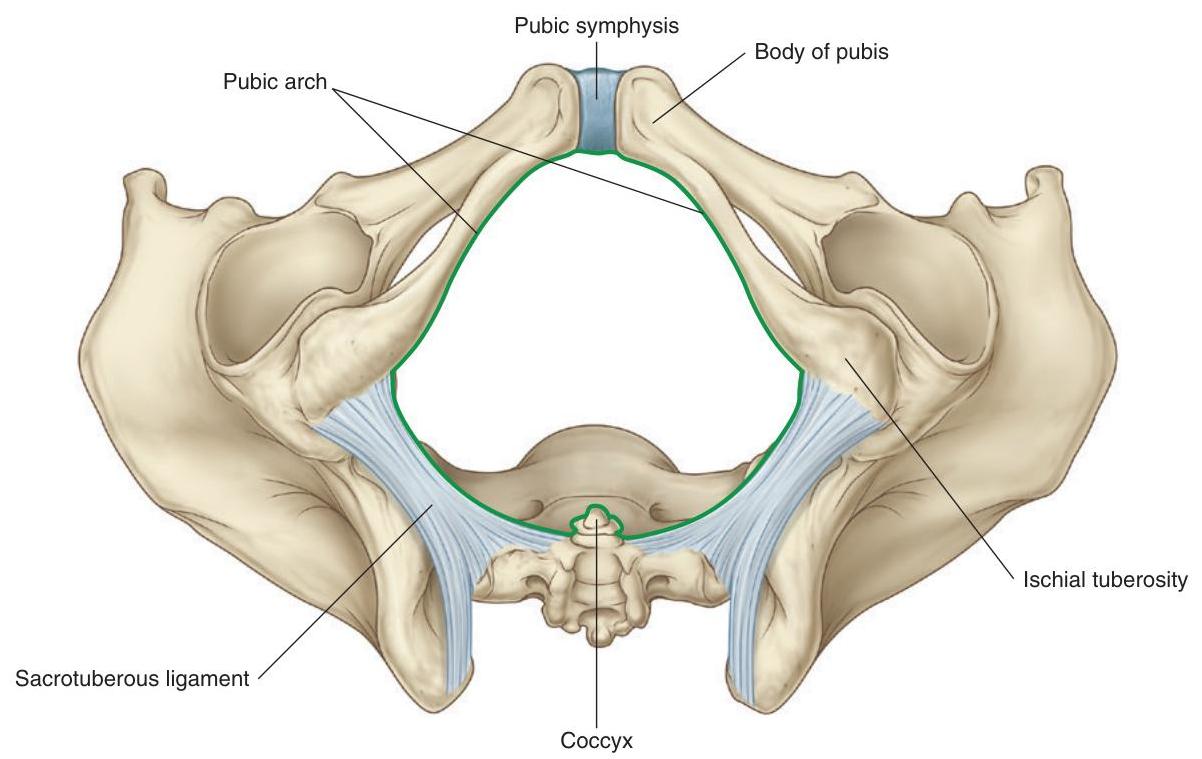 Pubic symphysis
Body of pubis
Pubic arch
Ischial tuberosity
Sacrotuberous ligament
Coccyx